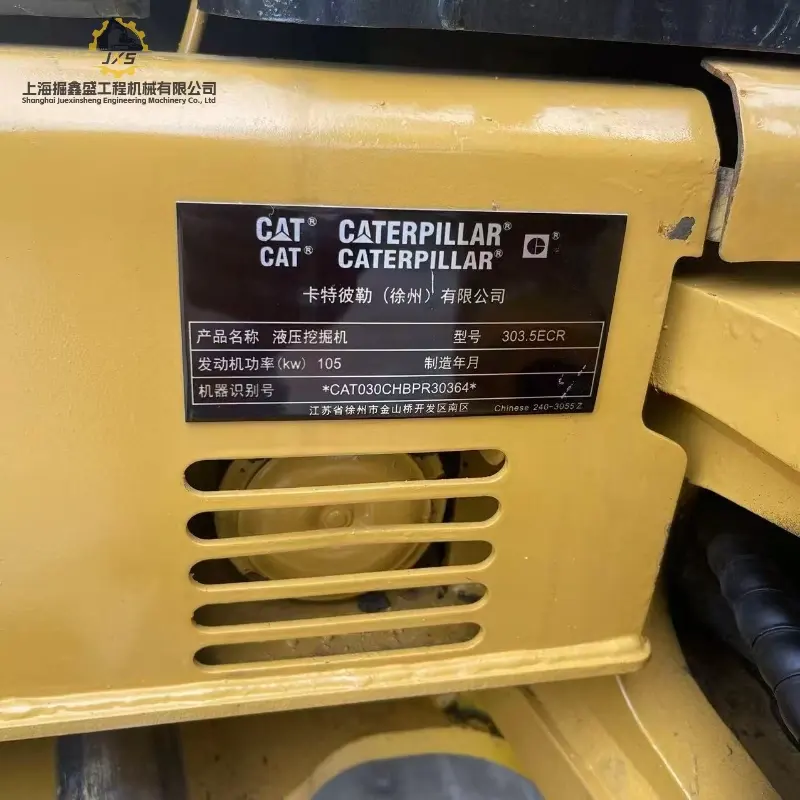 JXS
上海掘鑫盛工程机械有限公司
Shanghai Juexinsheng Engineering Machinery Co., Ltd
CAT® CATERPILLAR® ®
CAT® CATERPILLAR®
卡特彼勒（徐州）有限公司
产品名称 液压挖掘机 型号 303.5ECR
发动机功率(kw) 105 制造年月
机器识别号 *CAT030CHBPR30364*
江苏省徐州市金山桥开发区南区 Chinese 240-3055 Z